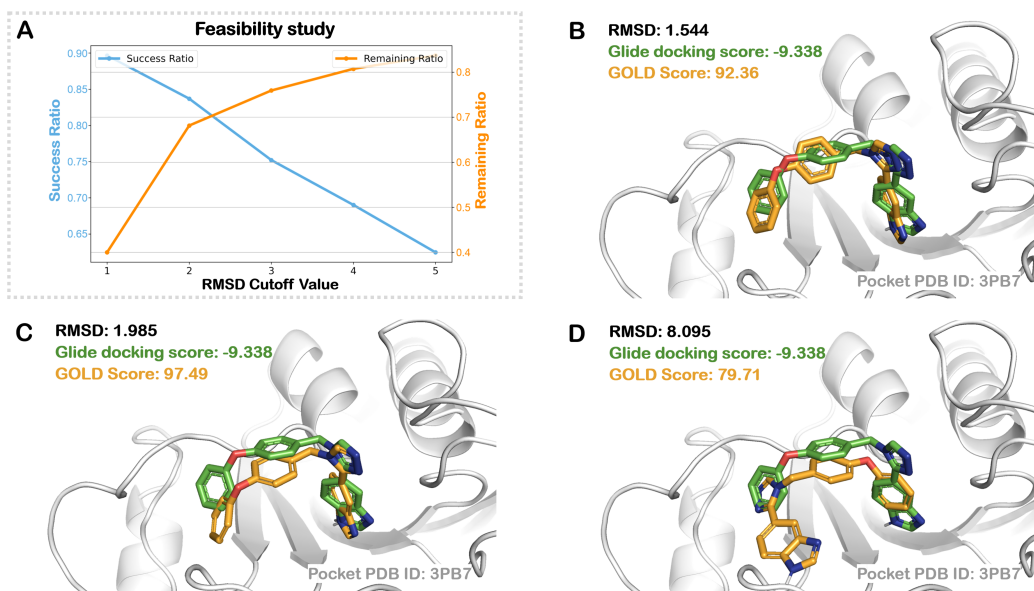 A
Feasibility study
Success Ratio
Remaining Ratio
0.90
0.85
0.80
0.75
0.70
0.65
Success Ratio
0.8
0.7
0.6
0.5
0.4
Remaining Ratio
1 2 3 4 5
RMSD Cutoff Value
B
RMSD: 1.544
Glide docking score: -9.338
GOLD Score: 92.36
Pocket PDB ID: 3PB7
C
RMSD: 1.985
Glide docking score: -9.338
GOLD Score: 97.49
Pocket PDB ID: 3PB7
D
RMSD: 8.095
Glide docking score: -9.338
GOLD Score: 79.71
Pocket PDB ID: 3PB7